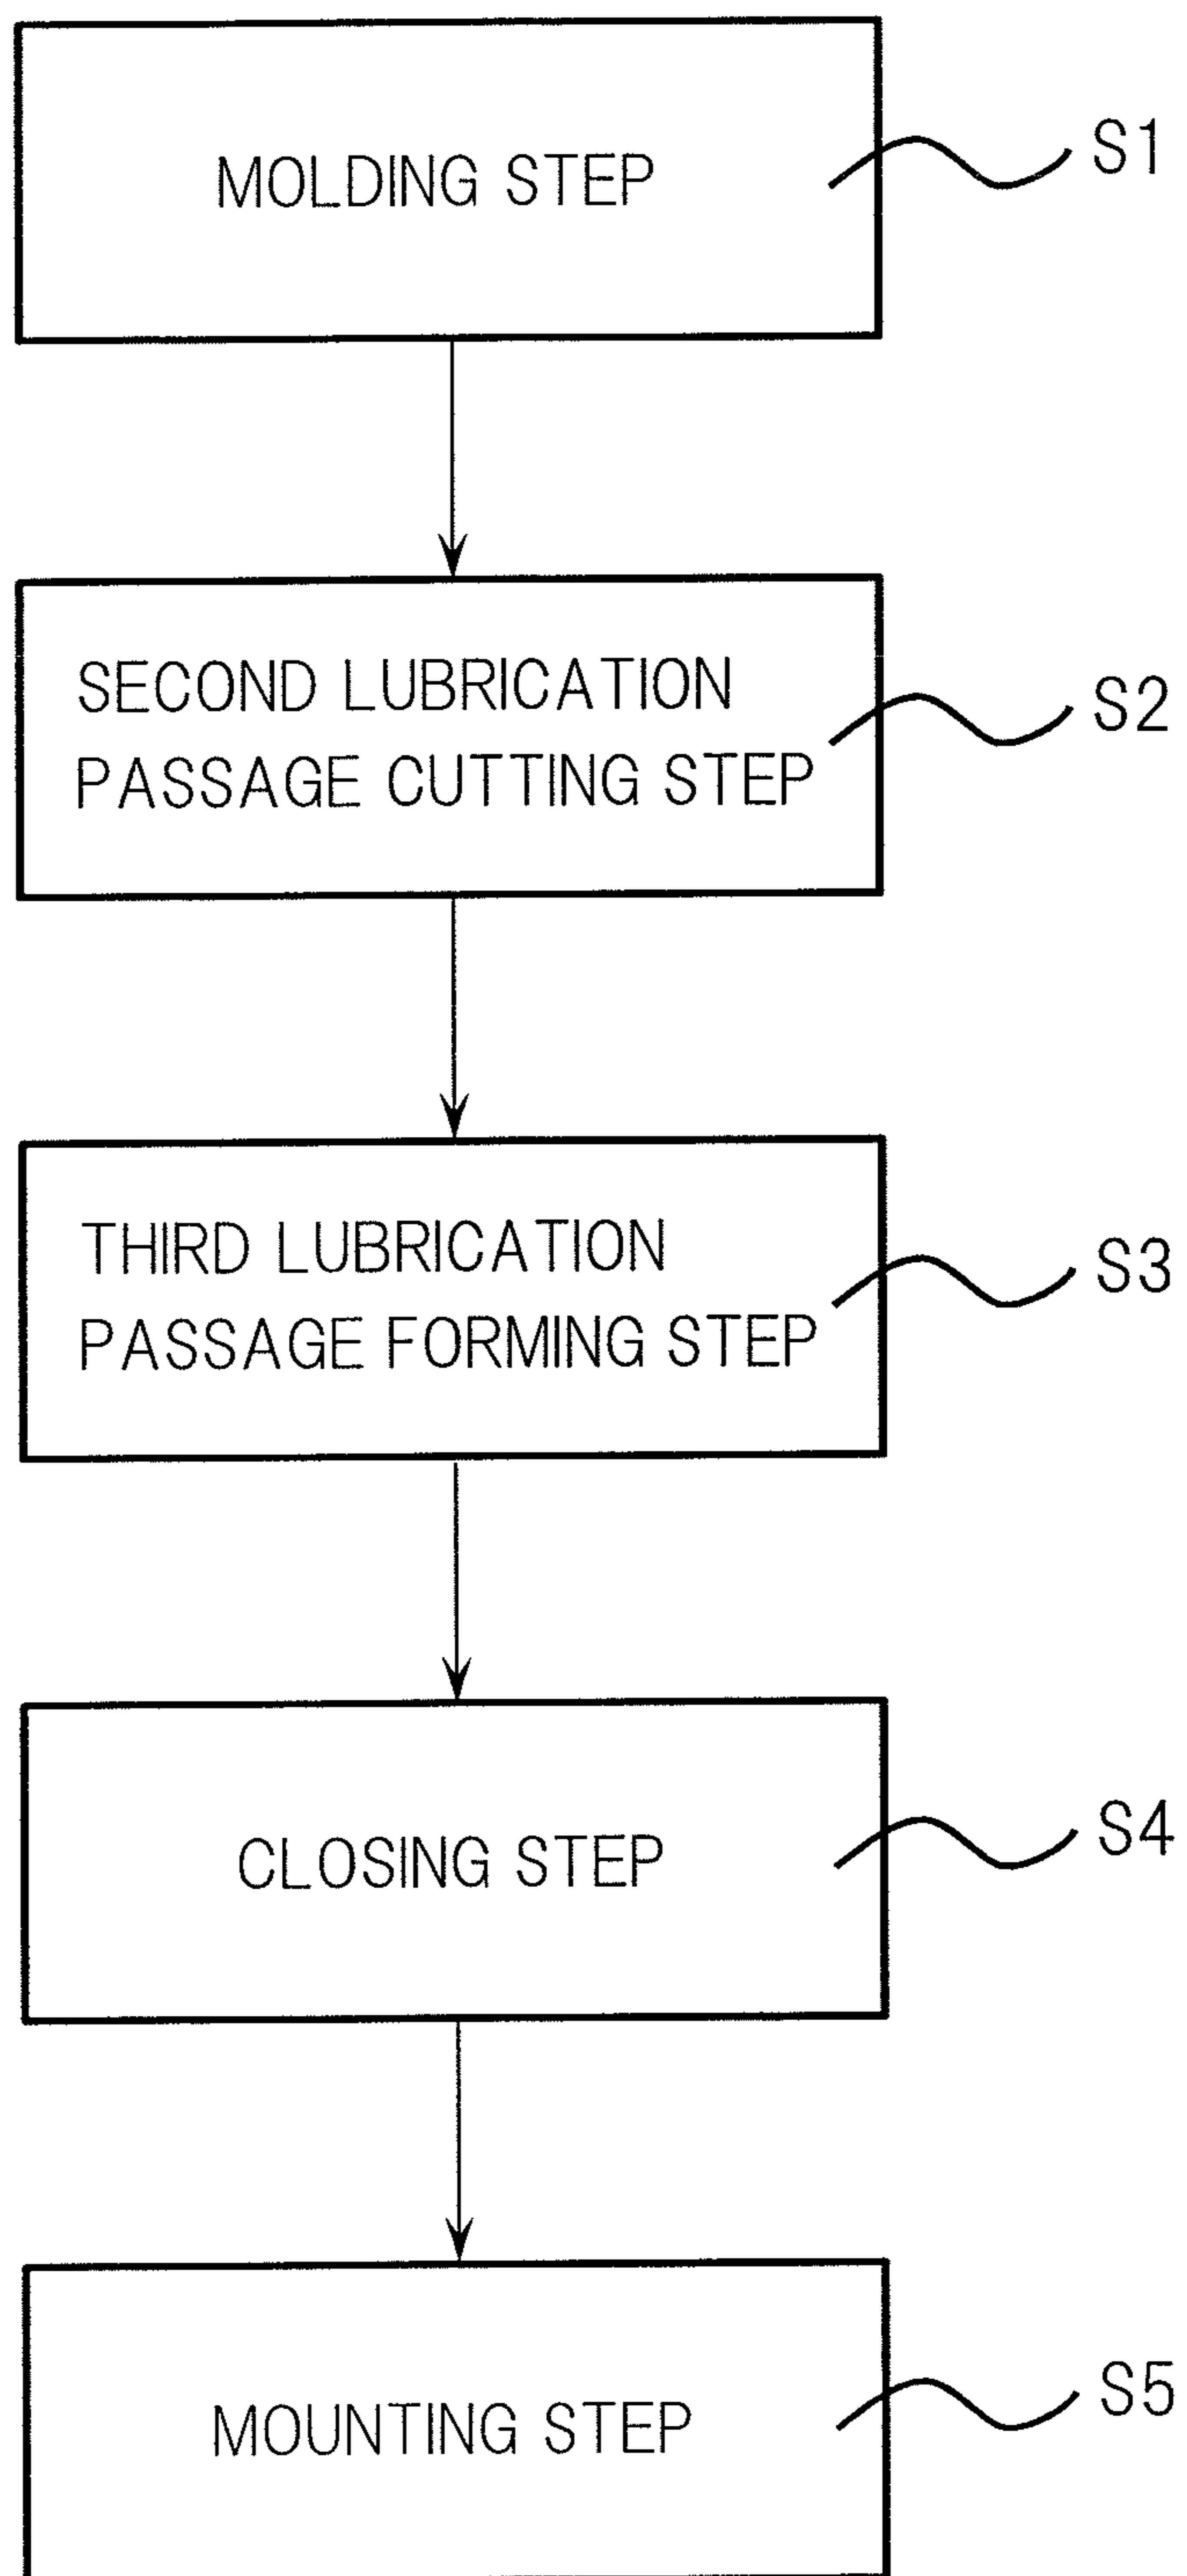 MOLDING STEP
S1
SECOND LUBRICATION
PASSAGE CUTTING STEP
S2
THIRD LUBRICATION
PASSAGE FORMING STEP
S3
CLOSING STEP
S4
MOUNTING STEP
S5